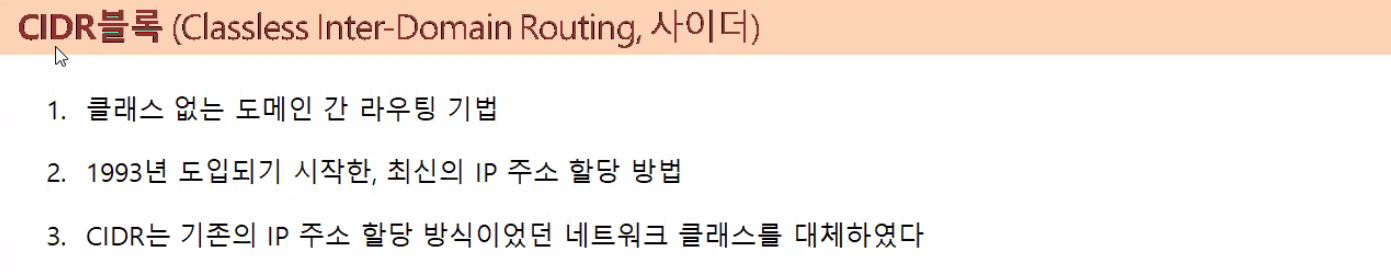 CIDR블록 (Classless Inter-Domain Routing, 사이더)
1. 클래스 없는 도메인 간 라우팅 기법
2. 1993년 도입되기 시작한, 최신의 IP 주소 할당 방법
3. CIDR는 기존의 IP 주소 할당 방식이었던 네트워크 클래스를 대체하였다